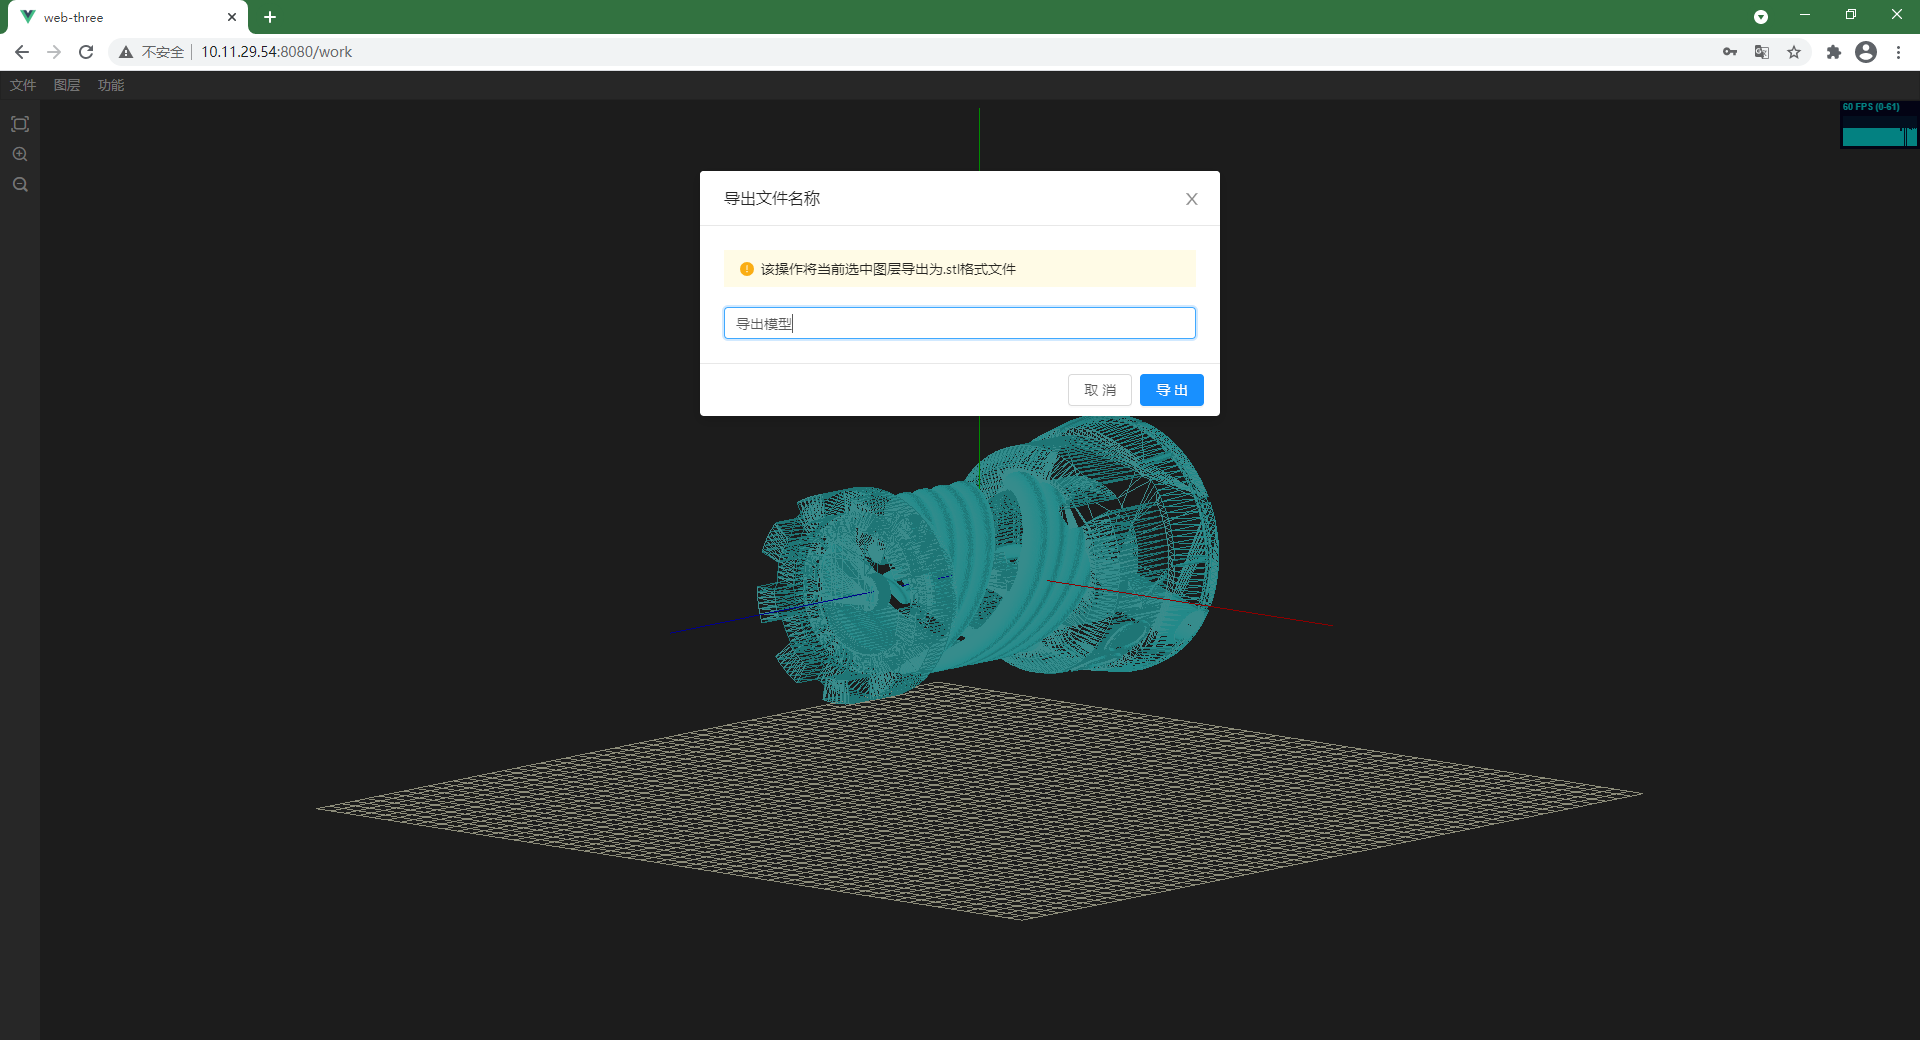 web-three
不安全
10.11.29.54:8080/work
文件 图层 功能
60 FPS (0-61)
导出文件名称
该操作将当前选中图层导出为.stl格式文件
导出模型
取 消 导 出